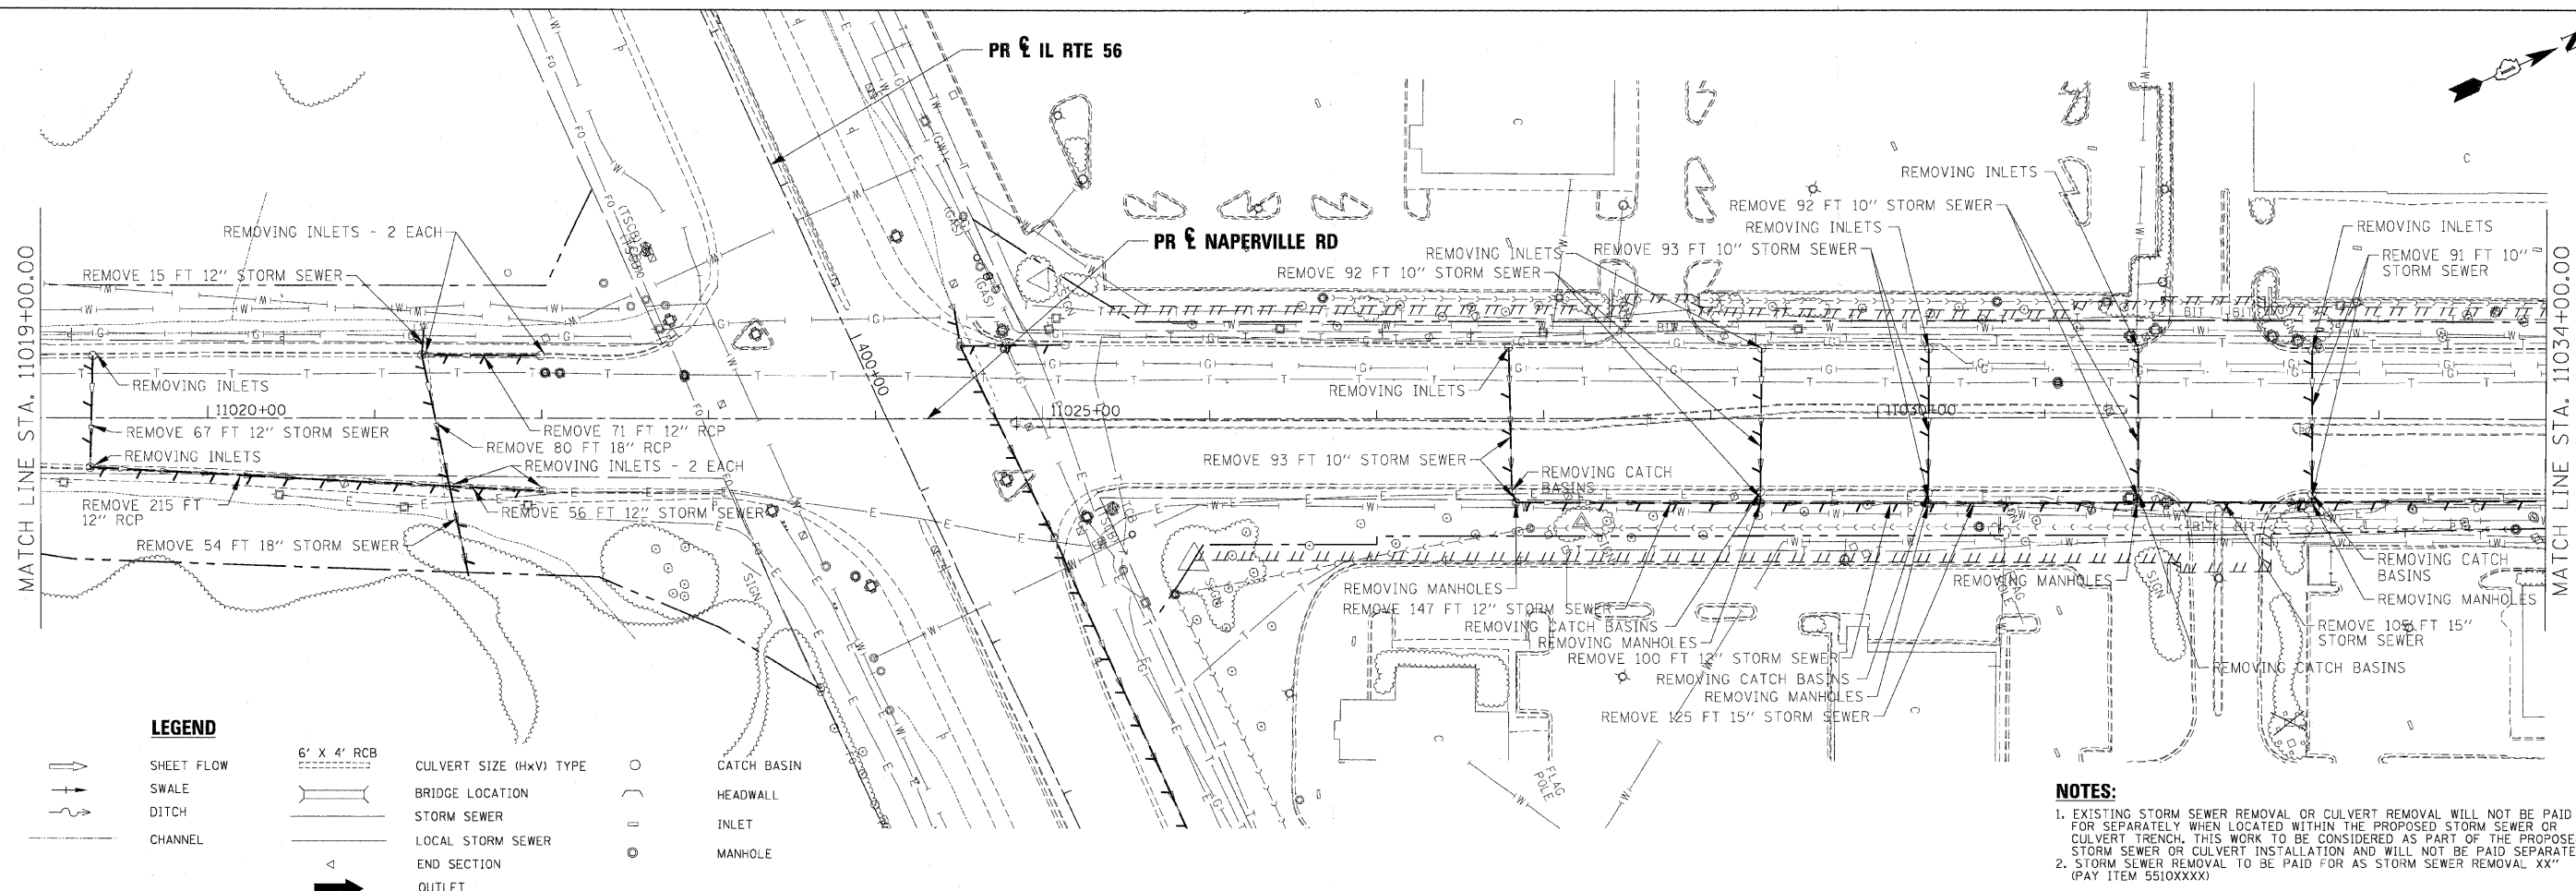 PR ℄ IL RTE 56
PR ℄ NAPERVILLE RD
MATCH LINE STA. 11019+00.00
MATCH LINE STA. 11034+00.00
REMOVING INLETS - 2 EACH
REMOVE 15 FT 12" STORM SEWER
REMOVING INLETS
11020+00
REMOVE 67 FT 12" STORM SEWER
REMOVE 71 FT 12" RCP
REMOVE 80 FT 18" RCP
REMOVING INLETS
REMOVING INLETS - 2 EACH
REMOVE 215 FT
12" RCP
REMOVE 56 FT 12" STORM SEWER
REMOVE 54 FT 18" STORM SEWER
SIGN
400+00
11025+00
11030+00
REMOVING INLETS
REMOVE 92 FT 10" STORM SEWER
REMOVING INLETS
REMOVING INLETS
REMOVE 93 FT 10" STORM SEWER
REMOVE 92 FT 10" STORM SEWER
REMOVING INLETS
REMOVE 91 FT 10"
STORM SEWER
REMOVING INLETS
REMOVE 93 FT 10" STORM SEWER
REMOVING CATCH
BASINS
REMOVING MANHOLES
REMOVE 147 FT 12" STORM SEWER
REMOVING CATCH BASINS
REMOVING MANHOLES
REMOVE 100 FT 12" STORM SEWER
REMOVING CATCH BASINS
REMOVING MANHOLES
REMOVE 125 FT 15" STORM SEWER
REMOVING MANHOLES
REMOVING CATCH
BASINS
REMOVING MANHOLES
REMOVE 105 FT 15"
STORM SEWER
REMOVING CATCH BASINS
SIGN
SIGN
FLAG
POLE
FLAG
POLE
BIT
BIT
LEGEND
SHEET FLOW
SWALE
DITCH
CHANNEL
6' X 4' RCB
CULVERT SIZE (HxV) TYPE
BRIDGE LOCATION
STORM SEWER
LOCAL STORM SEWER
END SECTION
OUTLET
CATCH BASIN
HEADWALL
INLET
MANHOLE
NOTES:
1. EXISTING STORM SEWER REMOVAL OR CULVERT REMOVAL WILL NOT BE PAID
FOR SEPARATELY WHEN LOCATED WITHIN THE PROPOSED STORM SEWER OR
CULVERT TRENCH. THIS WORK TO BE CONSIDERED AS PART OF THE PROPOSE
STORM SEWER OR CULVERT INSTALLATION AND WILL NOT BE PAID SEPARATE
2. STORM SEWER REMOVAL TO BE PAID FOR AS STORM SEWER REMOVAL XX"
(PAY ITEM 5510XXXX)